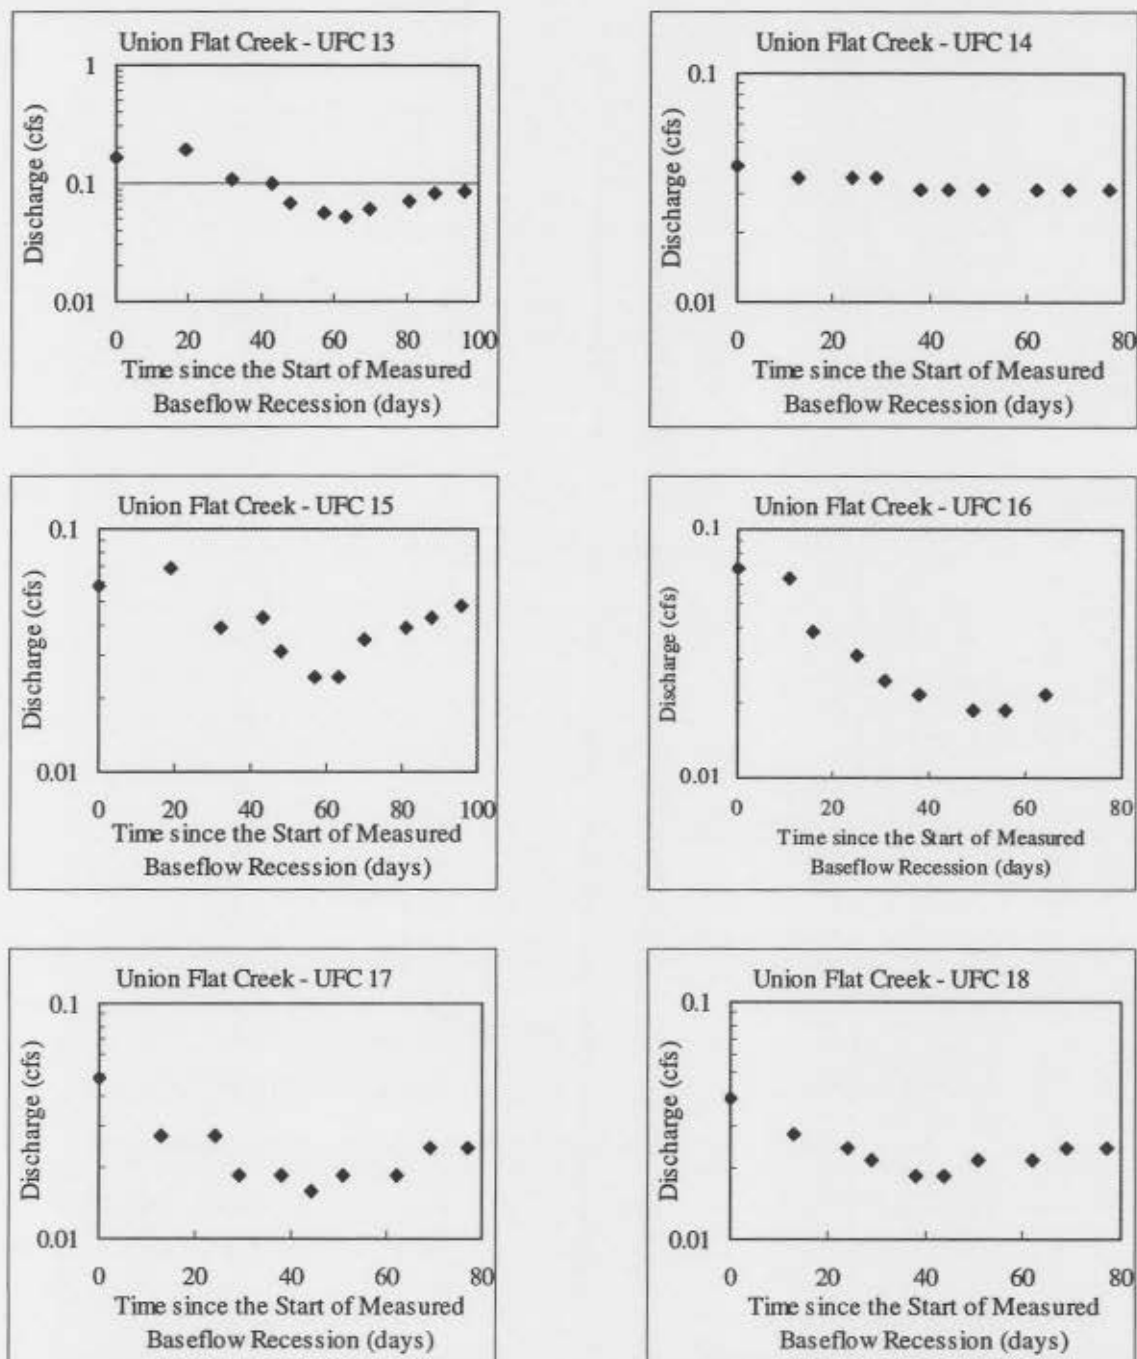 Union Flat Creek - UFC 13
Discharge (cfs)
1
0.1
0.01
0 20 40 60 80 100
Time since the Start of Measured
Baseflow Recession (days)
Union Flat Creek - UFC 14
Discharge (cfs)
0.1
0.01
0 20 40 60 80
Time since the Start of Measured
Baseflow Recession (days)
Union Flat Creek - UFC 15
Discharge (cfs)
0.1
0.01
0 20 40 60 80 100
Time since the Start of Measured
Baseflow Recession (days)
Union Flat Creek - UFC 16
Discharge (cfs)
0.1
0.01
0 20 40 60 80
Time since the Start of Measured
Baseflow Recession (days)
Union Flat Creek - UFC 17
Discharge (cfs)
0.1
0.01
0 20 40 60 80
Time since the Start of Measured
Baseflow Recession (days)
Union Flat Creek - UFC 18
Discharge (cfs)
0.1
0.01
0 20 40 60 80
Time since the Start of Measured
Baseflow Recession (days)